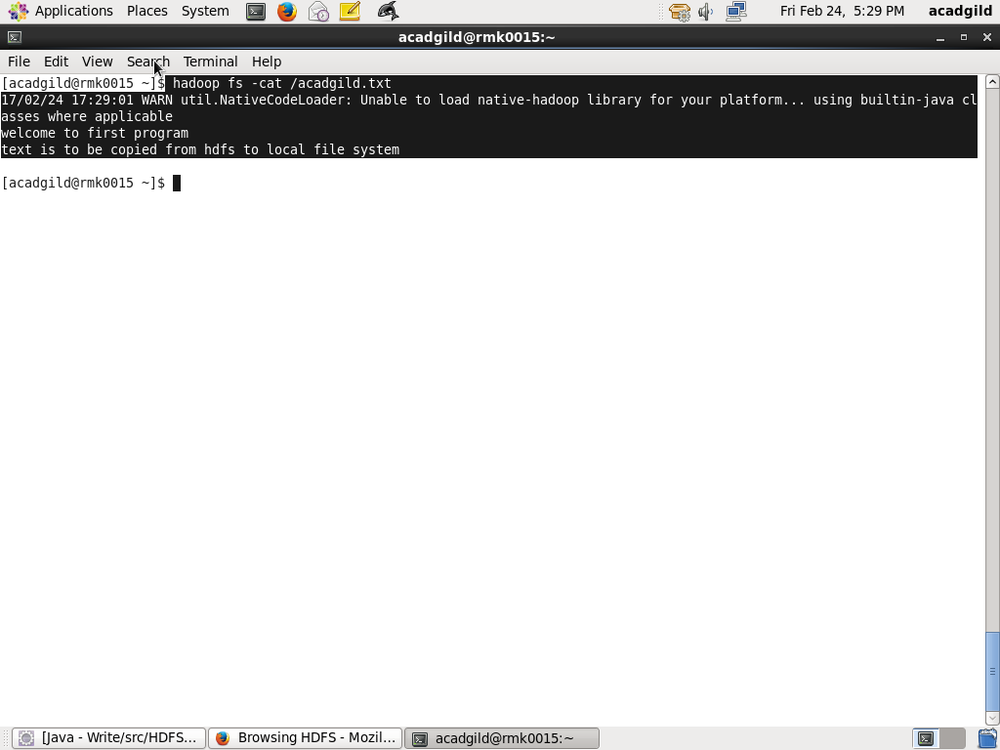 Applications Places System Fri Feb 24, 5:29 PM acadgild
acadgild@rmk0015:~
File Edit View Search Terminal Help
[acadgild@rmk0015 ~]$ hadoop fs -cat /acadgild.txt
17/02/24 17:29:01 WARN util.NativeCodeLoader: Unable to load native-hadoop library for your platform... using builtin-java cl
asses where applicable
welcome to first program
text is to be copied from hdfs to local file system
[acadgild@rmk0015 ~]$
[Java - Write/src/HDFS... Browsing HDFS - Mozil... acadgild@rmk0015:~